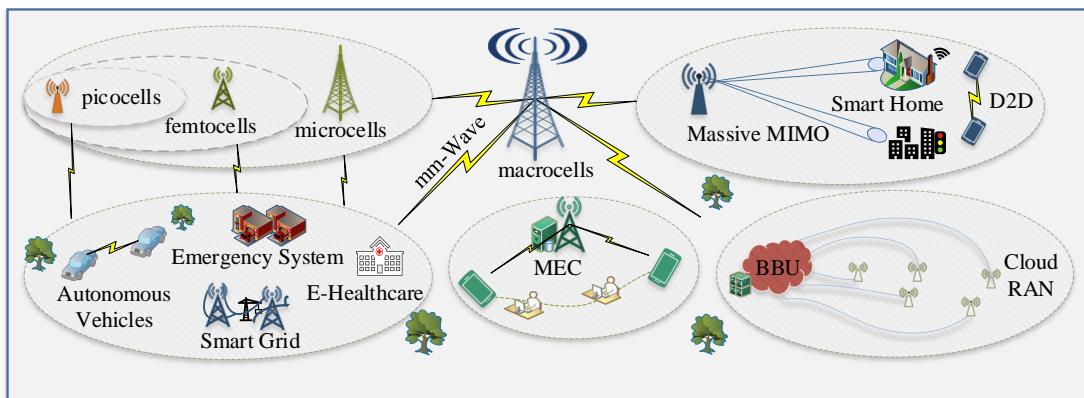 picocells
femtocells
microcells
mm-Wave
macrocells
Massive MIMO
Smart Home
D2D
Autonomous
Vehicles
Emergency System
E-Healthcare
Smart Grid
MEC
BBU
Cloud
RAN